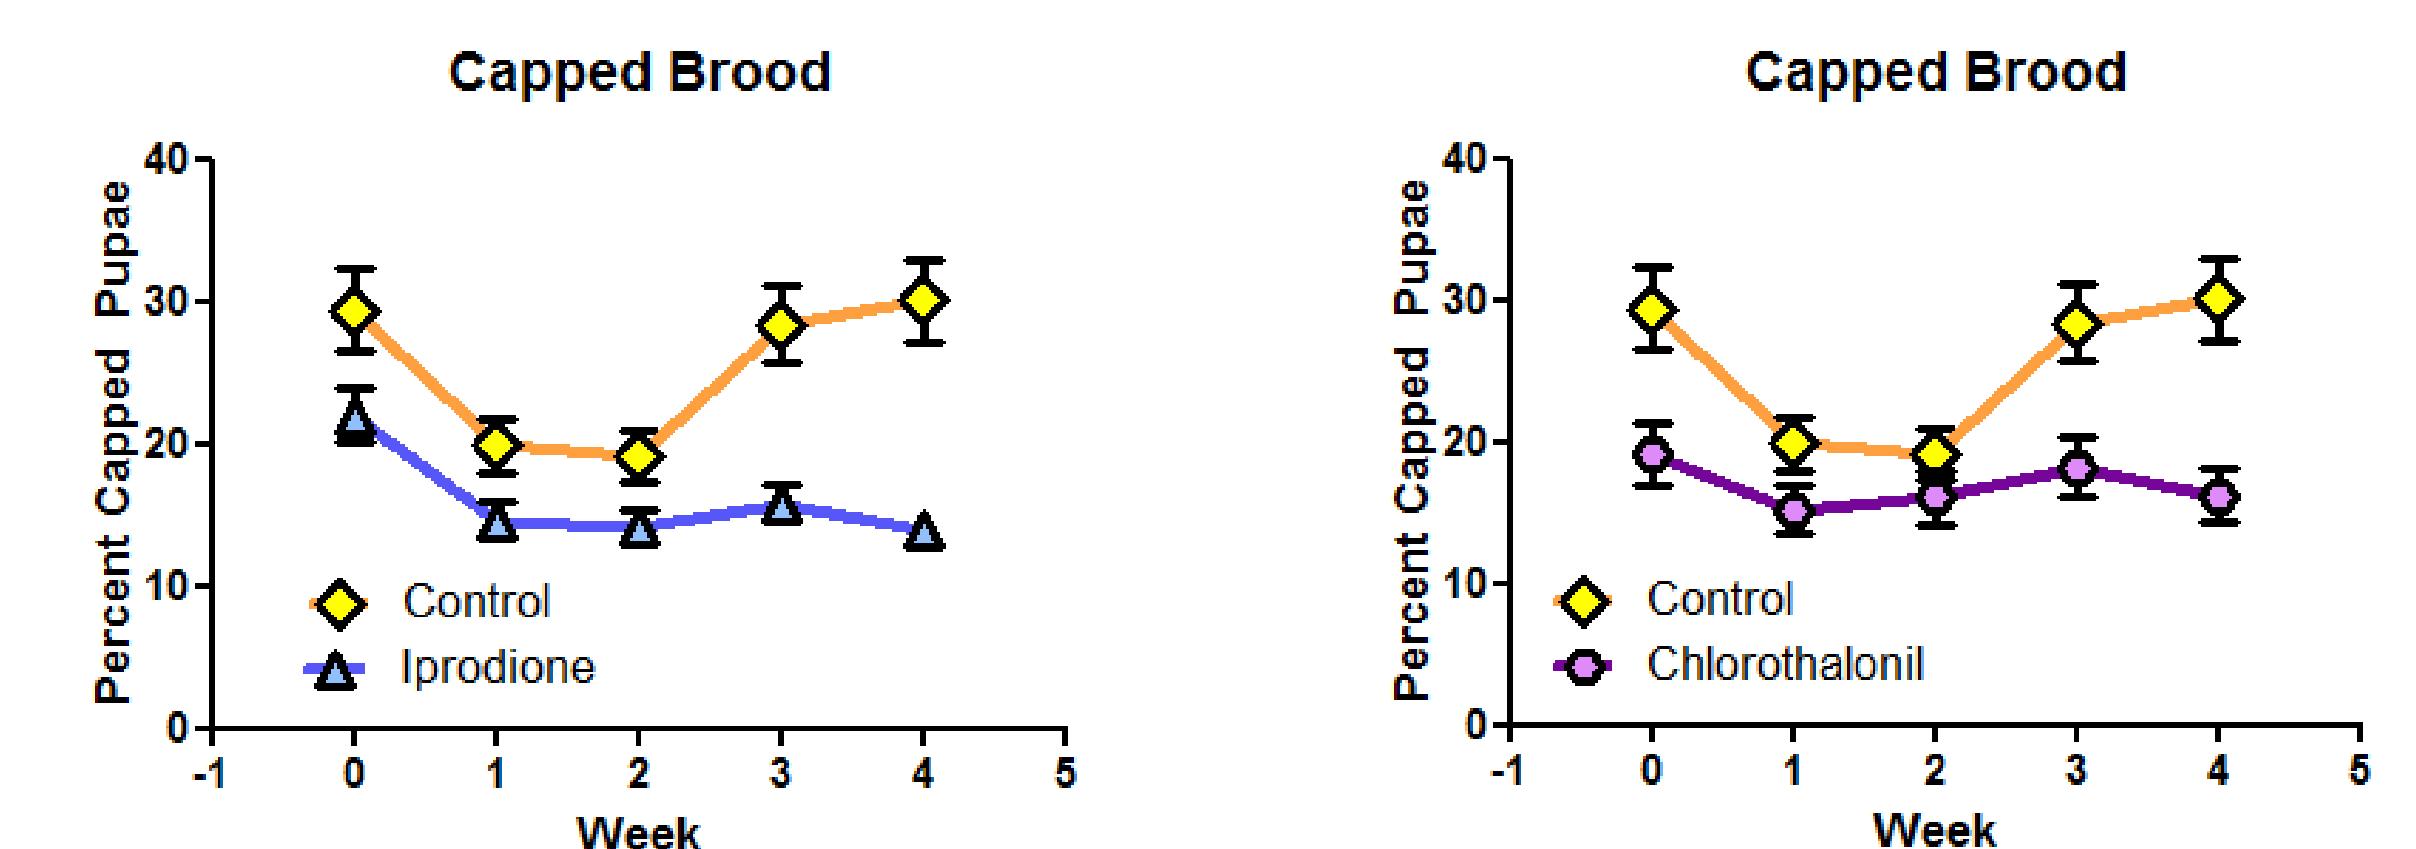 Capped Brood
Percent Capped Pupae
40
30
20
10
0
Control
Iprodione
-1 0 1 2 3 4 5
Week
Capped Brood
Percent Capped Pupae
40
30
20
10
0
Control
Chlorothalonil
-1 0 1 2 3 4 5
Week